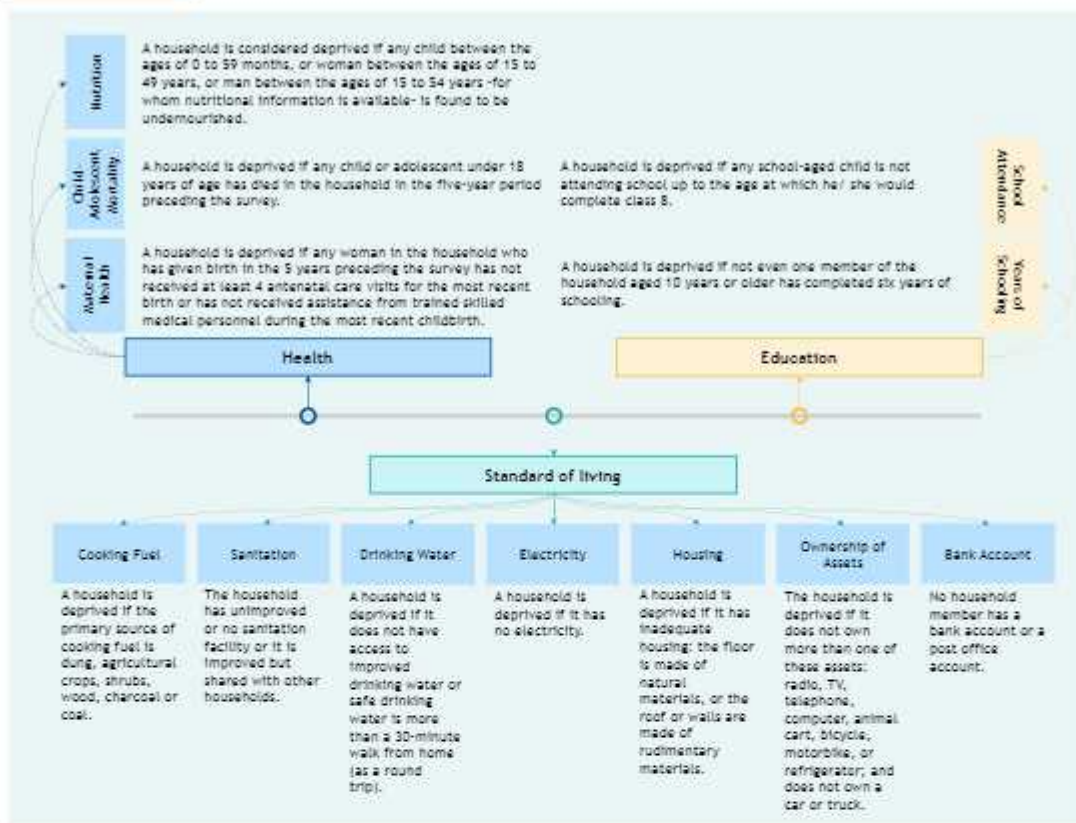 Nutrition
A household is considered deprived if any child between the
ages of 0 to 59 months, or woman between the ages of 15 to
49 years, or man between the ages of 15 to 54 years -for
whom nutritional information is available- is found to be
undernourished.
Child-
Adolescent
Mortality
A household is deprived if any child or adolescent under 18
years of age has died in the household in the five-year period
preceding the survey.
Maternal
Health
A household is deprived if any woman in the household who
has given birth in the 5 years preceding the survey has not
received at least 4 antenatal care visits for the most recent
birth or has not received assistance from trained skilled
medical personnel during the most recent childbirth.
A household is deprived if any school-aged child is not
attending school up to the age at which he/ she would
complete class 8.
School
Attendance
A household is deprived if not even one member of the
household aged 10 years or older has completed six years of
schooling.
Years of
Schooling
Health
Education
Standard of living
Cooking Fuel
A household is
deprived if the
primary source of
cooking fuel is
dung, agricultural
crops, shrubs,
wood, charcoal or
coal.
Sanitation
The household
has unimproved
or no sanitation
facility or it is
improved but
shared with other
households.
Drinking Water
A household is
deprived if it
does not have
access to
improved
drinking water or
safe drinking
water is more
than a 30-minute
walk from home
(as a round
trip).
Electricity
A household is
deprived if it has
no electricity.
Housing
A household is
deprived if it has
inadequate
housing: the floor
is made of
natural
materials, or the
roof or walls are
made of
rudimentary
materials.
Ownership of
Assets
The household is
deprived if it
does not own
more than one of
these assets:
radio, TV,
telephone,
computer, animal
cart, bicycle,
motorbike, or
refrigerator; and
does not own a
car or truck.
Bank Account
No household
member has a
bank account or a
post office
account.